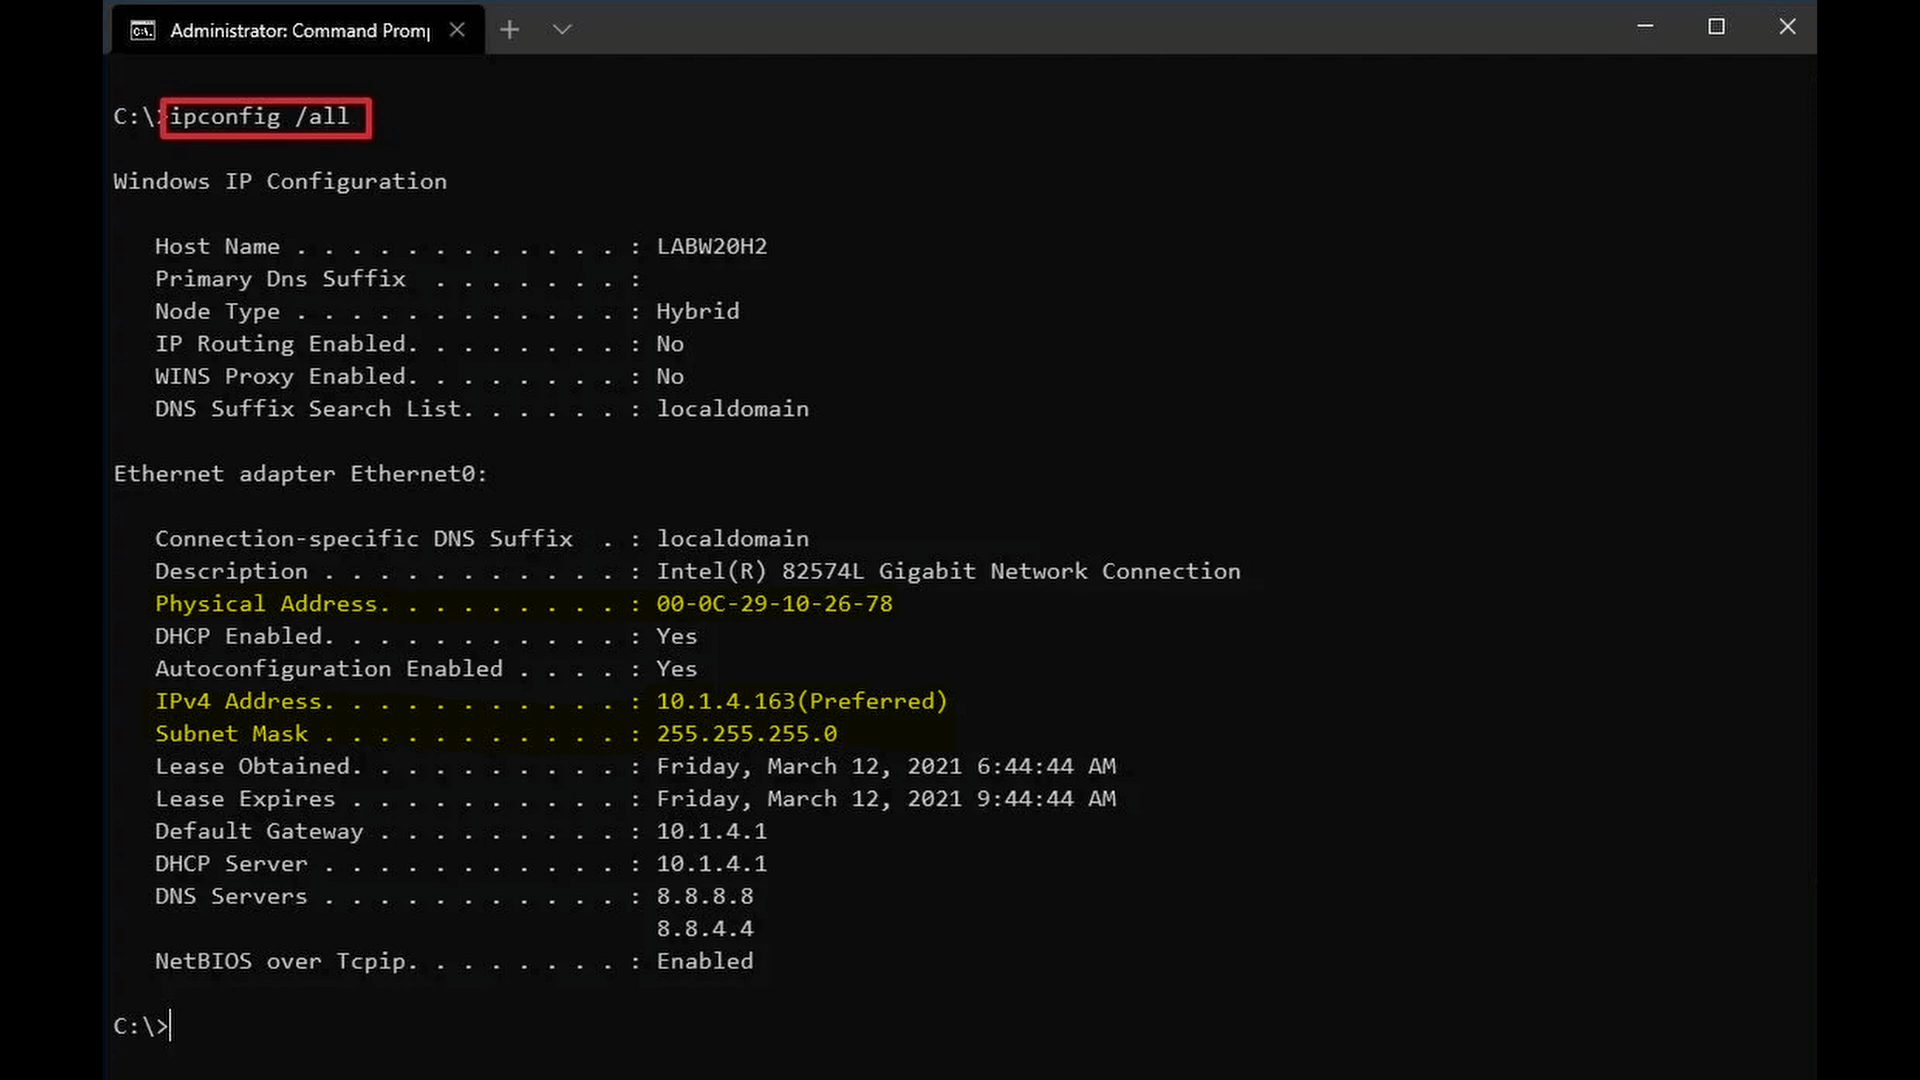 Administrator: Command Promp
C:\>ipconfig /all
Windows IP Configuration
Host Name . . . . . . . . . . . . : LABW20H2
Primary Dns Suffix  . . . . . . . :
Node Type . . . . . . . . . . . . : Hybrid
IP Routing Enabled. . . . . . . . : No
WINS Proxy Enabled. . . . . . . . : No
DNS Suffix Search List. . . . . . : localdomain
Ethernet adapter Ethernet0:
Connection-specific DNS Suffix  . : localdomain
Description . . . . . . . . . . . : Intel(R) 82574L Gigabit Network Connection
Physical Address. . . . . . . . . : 00-0C-29-10-26-78
DHCP Enabled. . . . . . . . . . . : Yes
Autoconfiguration Enabled . . . . : Yes
IPv4 Address. . . . . . . . . . . : 10.1.4.163(Preferred)
Subnet Mask . . . . . . . . . . . : 255.255.255.0
Lease Obtained. . . . . . . . . . : Friday, March 12, 2021 6:44:44 AM
Lease Expires . . . . . . . . . . : Friday, March 12, 2021 9:44:44 AM
Default Gateway . . . . . . . . . : 10.1.4.1
DHCP Server . . . . . . . . . . . : 10.1.4.1
DNS Servers . . . . . . . . . . . : 8.8.8.8
8.8.4.4
NetBIOS over Tcpip. . . . . . . . : Enabled
C:\>